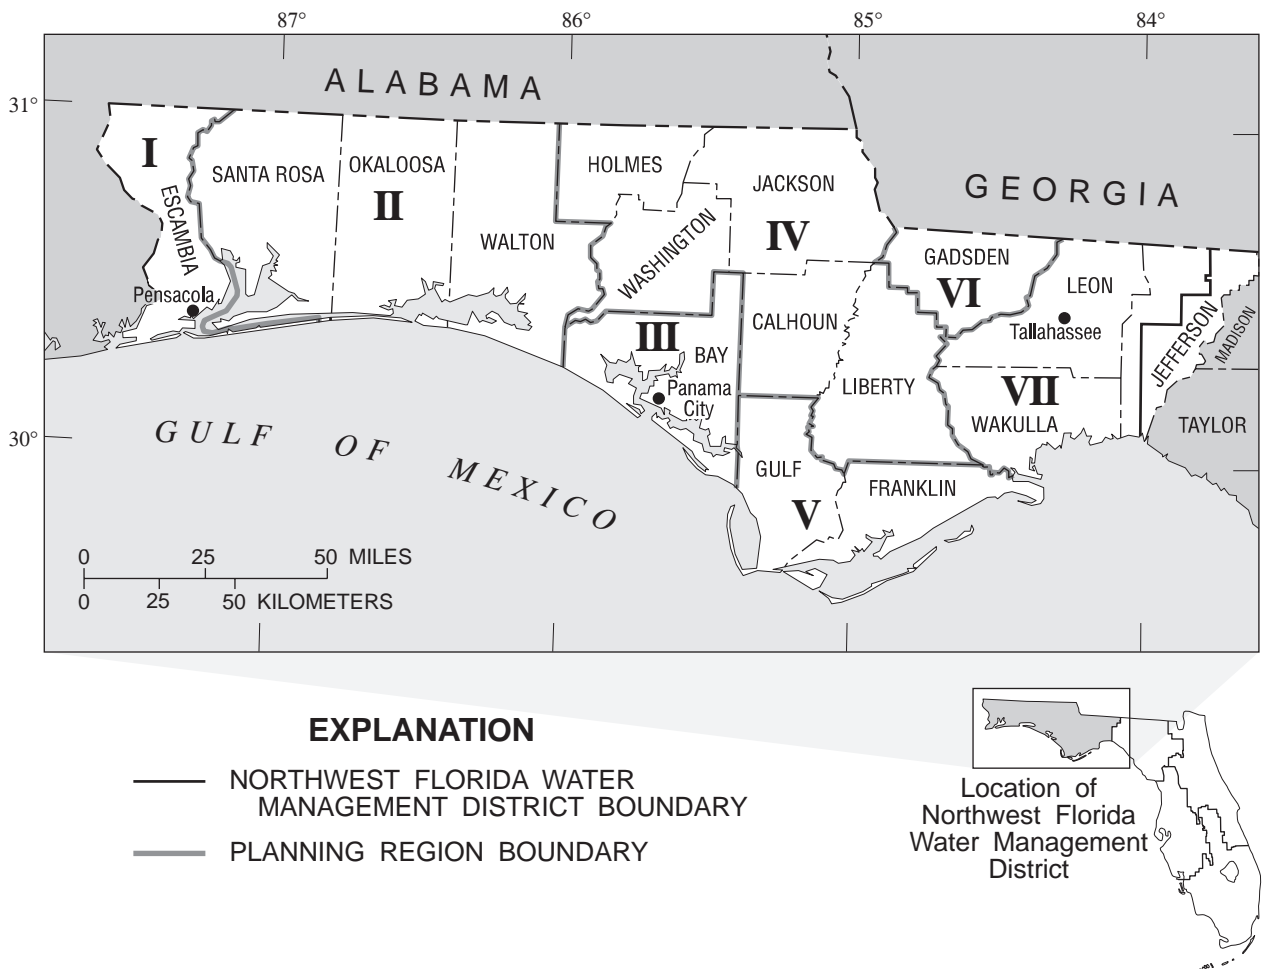 87°
86°
85°
84°
31°
30°
ALABAMA
GEORGIA
I
ESCAMBIA
SANTA ROSA
OKALOOSA
II
WALTON
HOLMES
JACKSON
WASHINGTON
IV
GADSDEN
VI
LEON
Tallahassee
JEFFERSON
MADISON
TAYLOR
Pensacola
III
BAY
Panama
City
CALHOUN
LIBERTY
VII
WAKULLA
GULF
V
FRANKLIN
GULF OF MEXICO
0 25 50 MILES
0 25 50 KILOMETERS
EXPLANATION
NORTHWEST FLORIDA WATER
MANAGEMENT DISTRICT BOUNDARY
PLANNING REGION BOUNDARY
Location of
Northwest Florida
Water Management
District